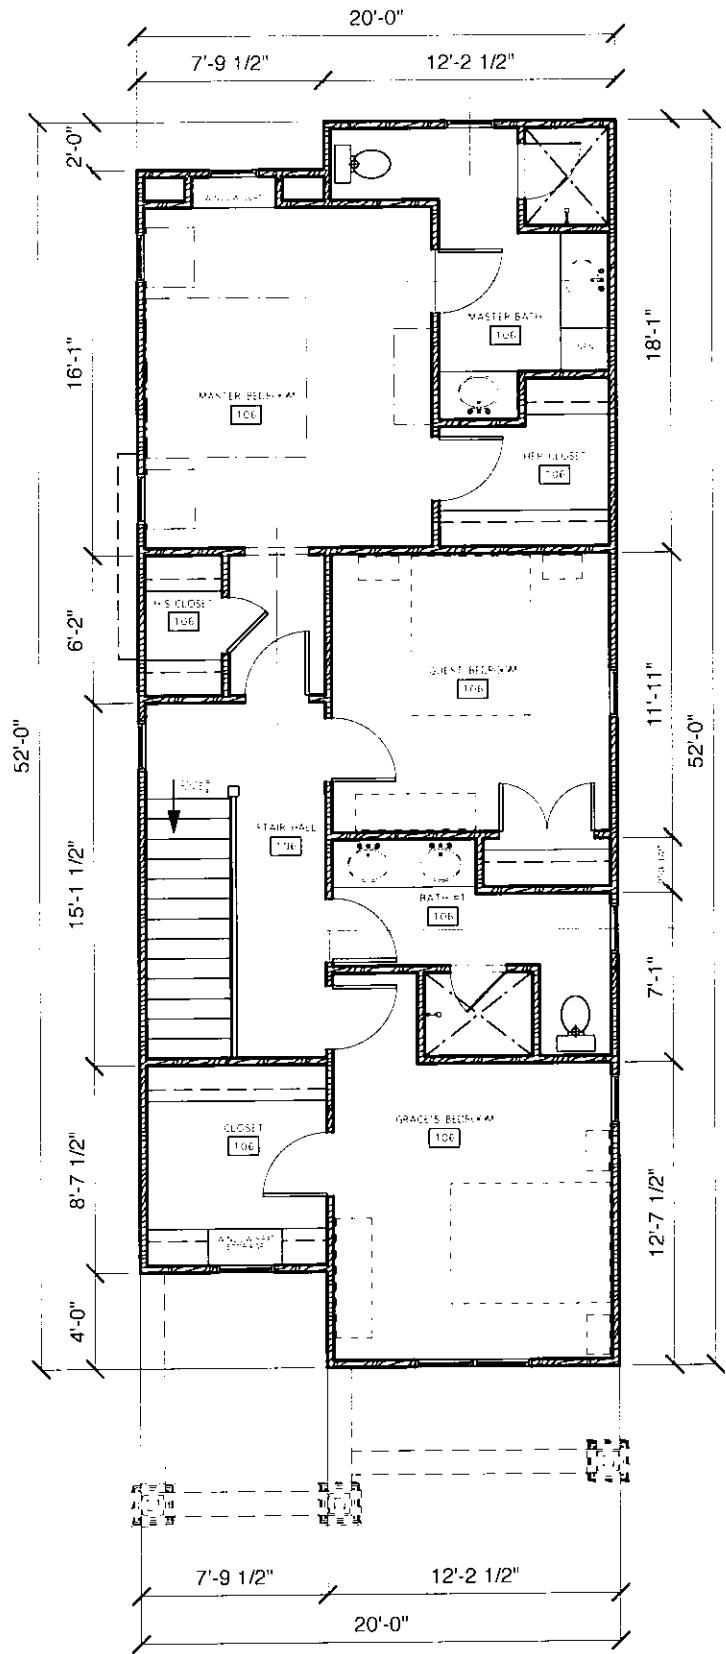 20'-0"
7'-9 1/2"
12'-2 1/2"
2'-0"
16'-1"
18'-1"
MASTER BATH
106
LIN
MASTER BEDROOM
106
HER CLOSET
106
HIS CLOSET
106
6'-2"
GUEST BEDROOM
106
11'-11"
52'-0"
52'-0"
STAIR HALL
106
15'-1 1/2"
BATH #1
106
7'-1"
GRACE'S BEDROOM
106
CLOSET
106
8'-7 1/2"
12'-7 1/2"
4'-0"
7'-9 1/2"
12'-2 1/2"
20'-0"